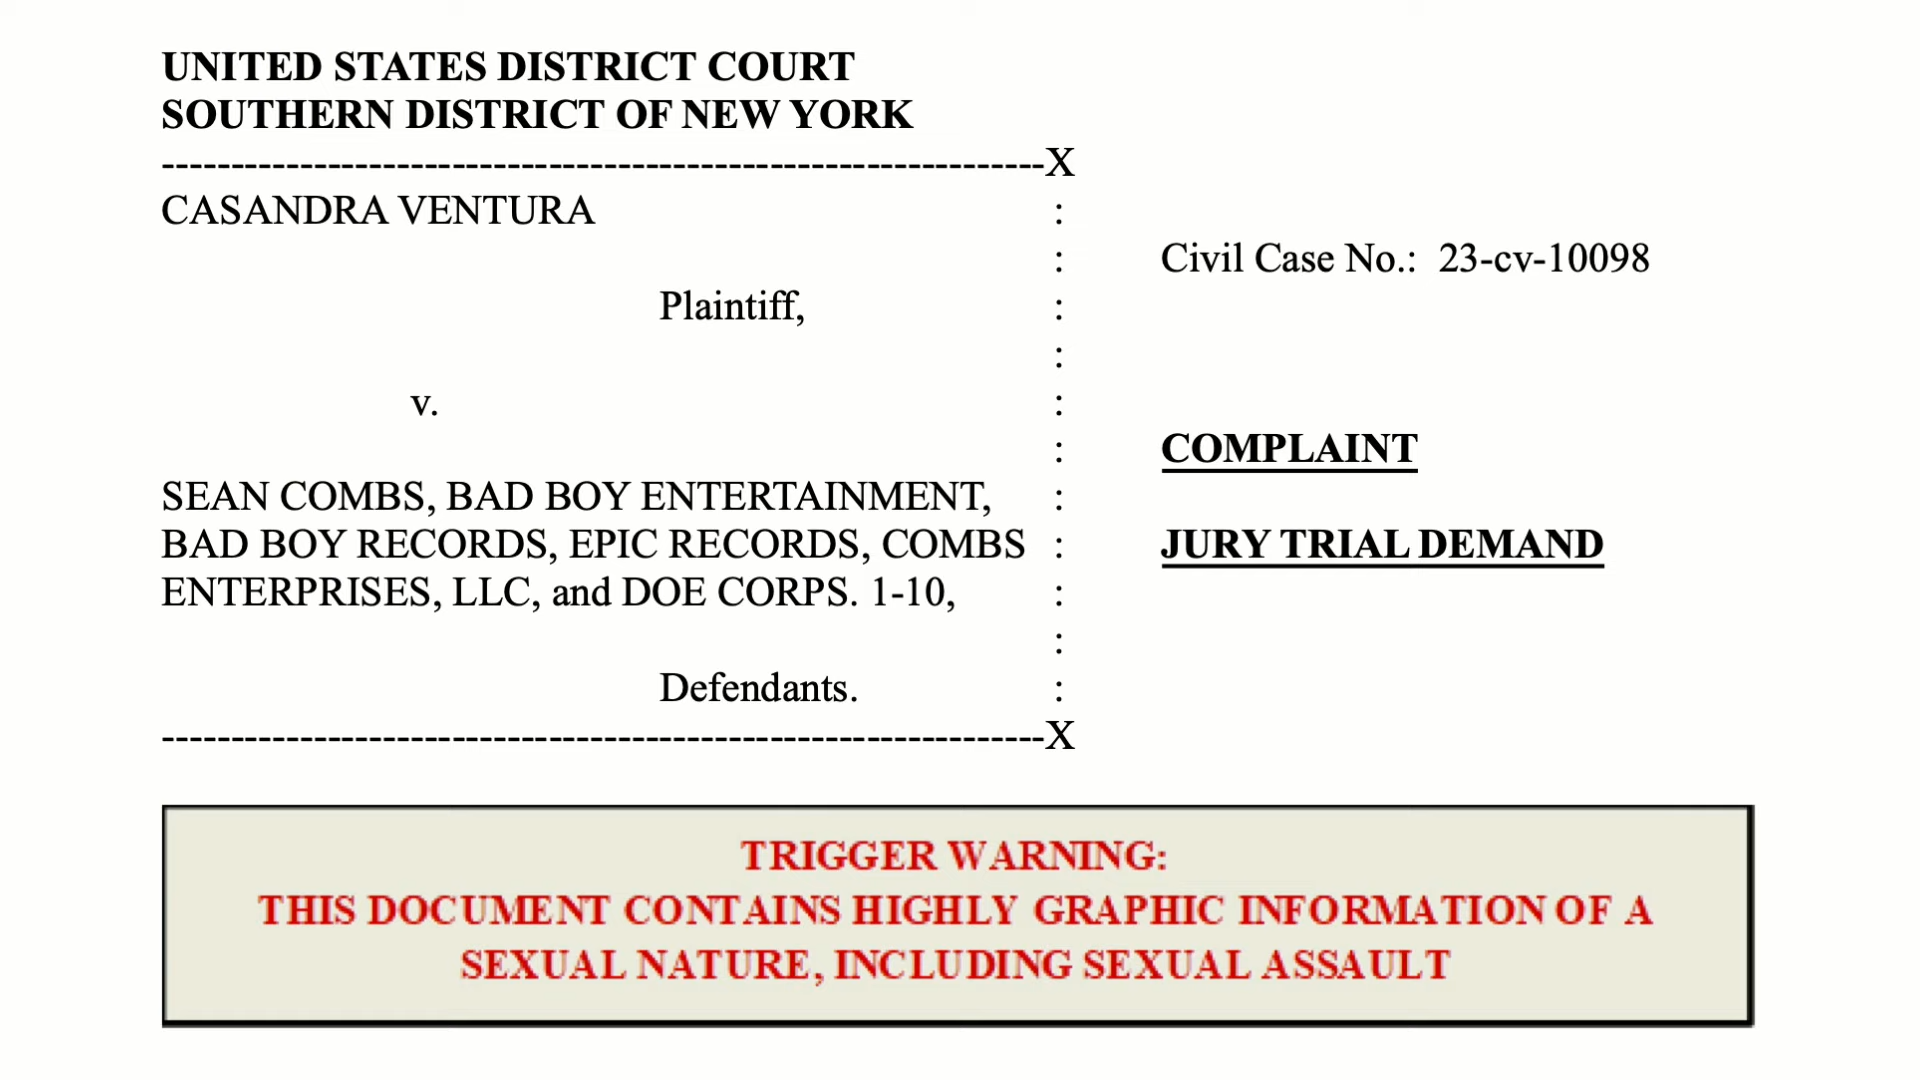 UNITED STATES DISTRICT COURT
SOUTHERN DISTRICT OF NEW YORK
----------------------------------------------------------------X
CASANDRA VENTURA :
: Civil Case No.: 23-cv-10098
Plaintiff, :
:
v. :
: COMPLAINT
SEAN COMBS, BAD BOY ENTERTAINMENT, :
BAD BOY RECORDS, EPIC RECORDS, COMBS : JURY TRIAL DEMAND
ENTERPRISES, LLC, and DOE CORPS. 1-10, :
:
Defendants. :
----------------------------------------------------------------X
TRIGGER WARNING:
THIS DOCUMENT CONTAINS HIGHLY GRAPHIC INFORMATION OF A
SEXUAL NATURE, INCLUDING SEXUAL ASSAULT